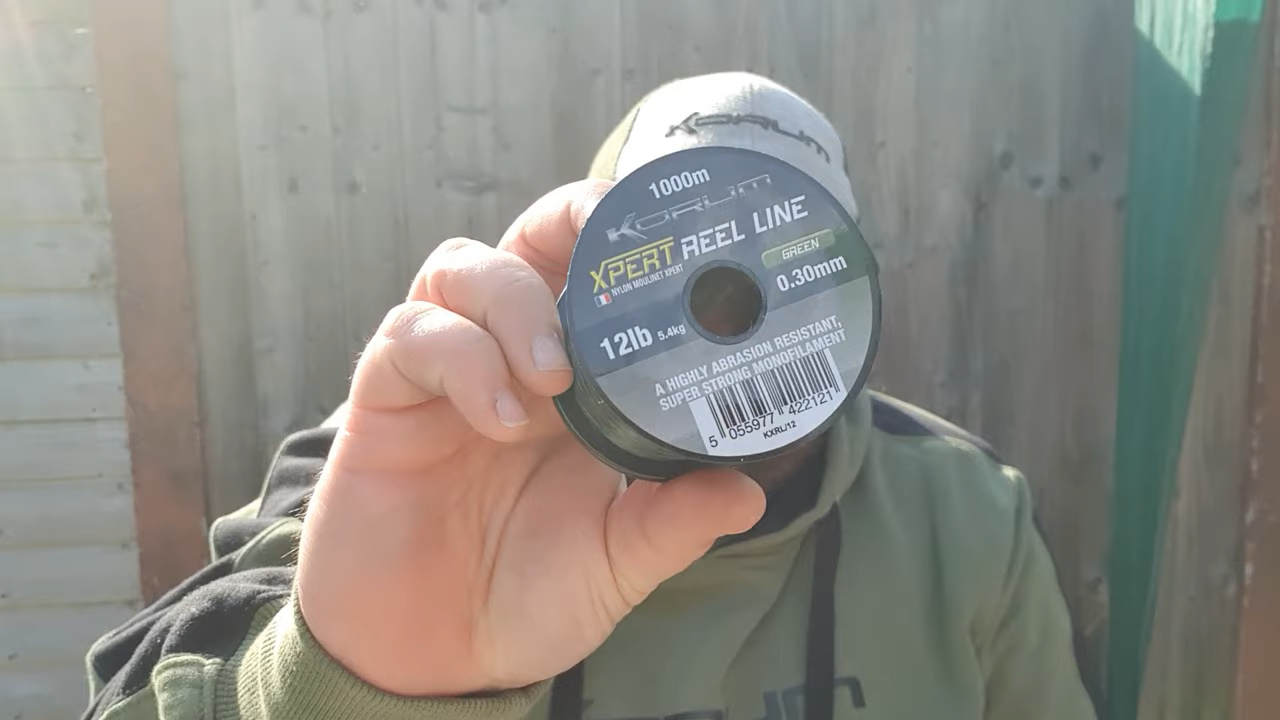 KORUM
1000m
KORUM
XPERT REEL LINE
NYLON MOULINET XPERT
GREEN
0.30mm
12lb 5.4kg
A HIGHLY ABRASION RESISTANT,
SUPER STRONG MONOFILAMENT
5 055977 422121
KXRL/12